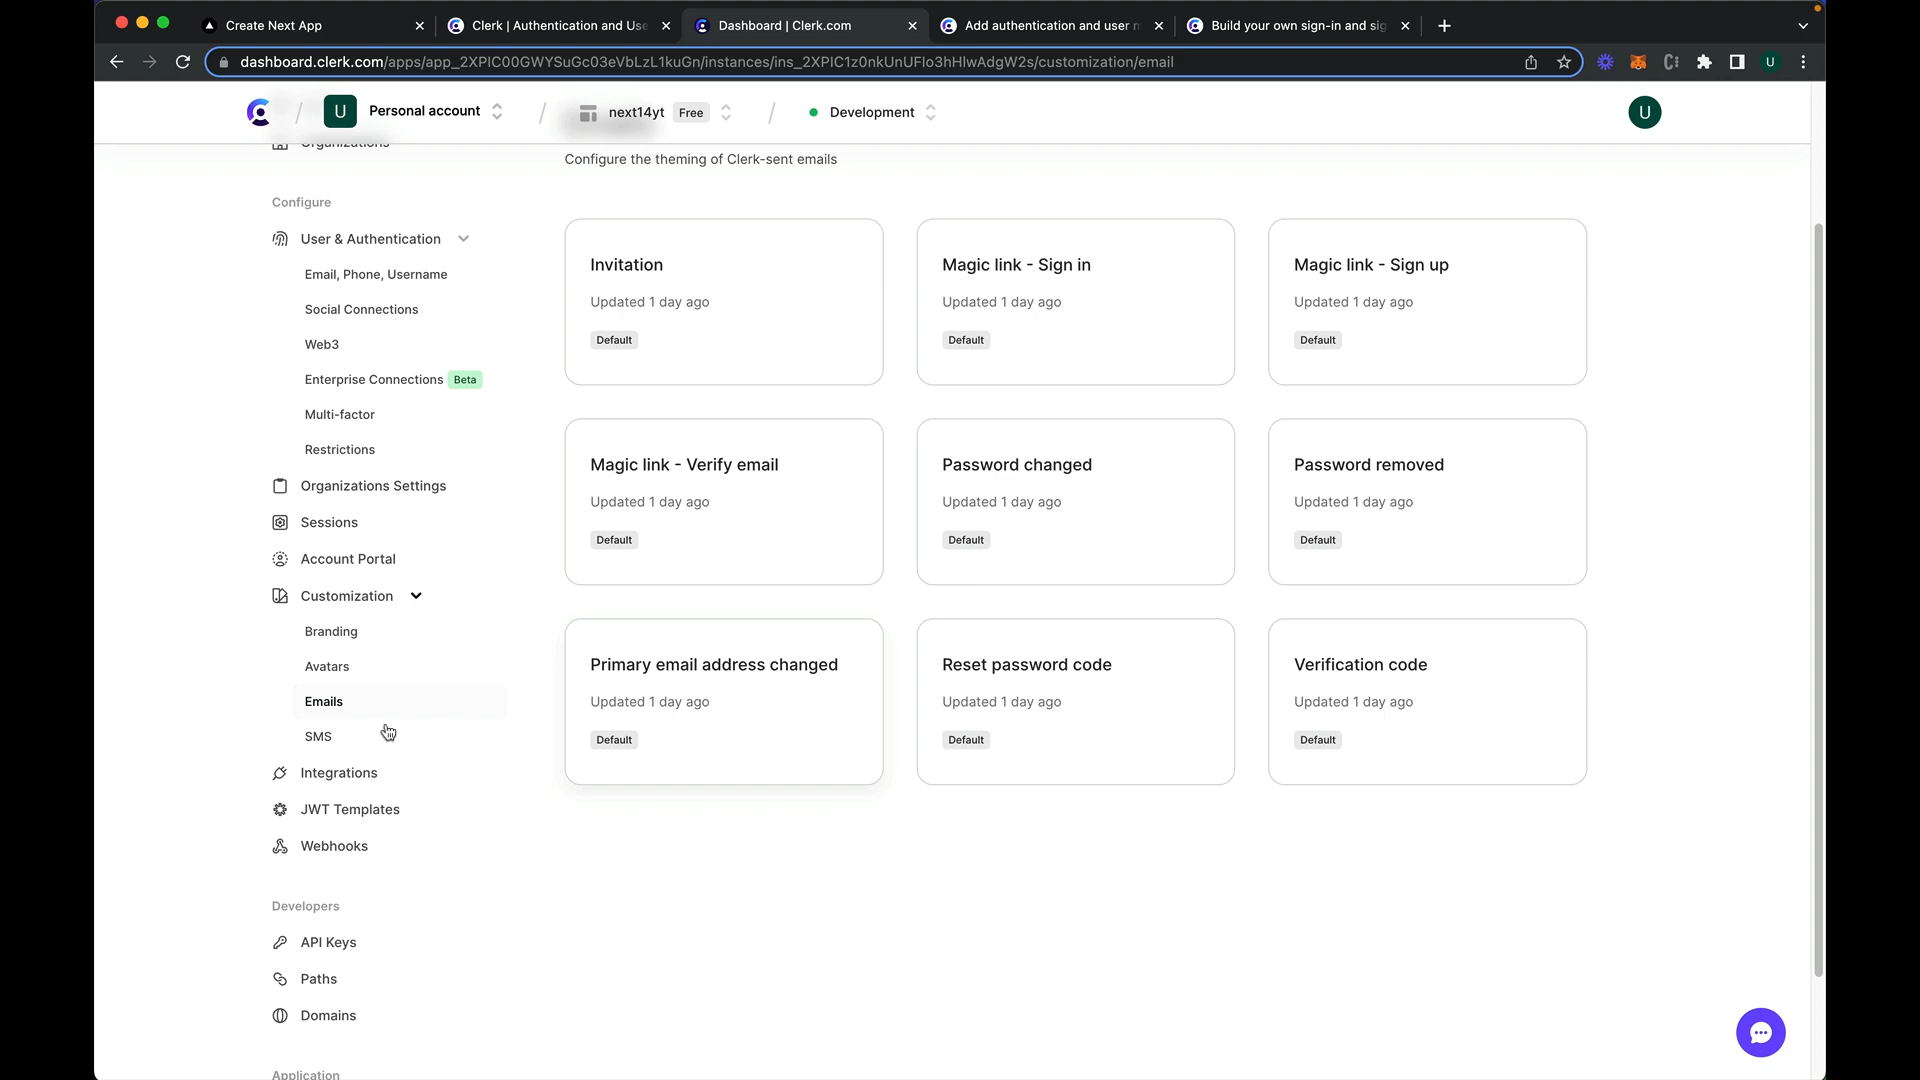 Create Next App
Clerk | Authentication and Use
Dashboard | Clerk.com
Add authentication and user m
Build your own sign-in and sig
dashboard.clerk.com/apps/app_2XPIC00GWYSuGc03eVbLzL1kuGn/instances/ins_2XPIC1z0nkUnUFIo3hHlwAdgW2s/customization/email
U
U
Personal account
next14yt
Free
Development
U
Organizations
Configure the theming of Clerk-sent emails
Configure
User & Authentication
Email, Phone, Username
Social Connections
Web3
Enterprise Connections Beta
Multi-factor
Restrictions
Organizations Settings
Sessions
Account Portal
Customization
Branding
Avatars
Emails
SMS
Integrations
JWT Templates
Webhooks
Developers
API Keys
Paths
Domains
Application
Invitation
Updated 1 day ago
Default
Magic link - Sign in
Updated 1 day ago
Default
Magic link - Sign up
Updated 1 day ago
Default
Magic link - Verify email
Updated 1 day ago
Default
Password changed
Updated 1 day ago
Default
Password removed
Updated 1 day ago
Default
Primary email address changed
Updated 1 day ago
Default
Reset password code
Updated 1 day ago
Default
Verification code
Updated 1 day ago
Default